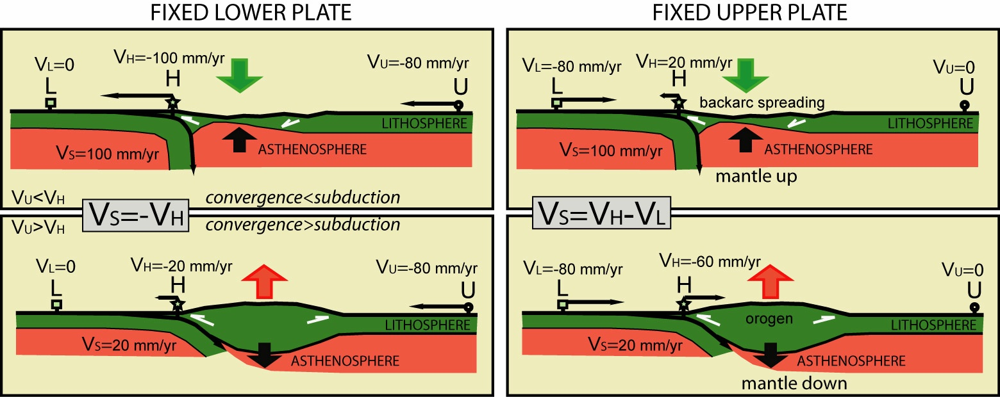 FIXED LOWER PLATE
FIXED UPPER PLATE
VL=0
VH=-100 mm/yr
VU=-80 mm/yr
L
H
U
LITHOSPHERE
VS=100 mm/yr
ASTHENOSPHERE
VU<VH
convergence<subduction
VL=-80 mm/yr
VH=20 mm/yr
VU=0
L
H
U
backarc spreading
LITHOSPHERE
VS=100 mm/yr
ASTHENOSPHERE
mantle up
VS=-VH
VS=VH-VL
VU>VH
convergence>subduction
VL=0
VH=-20 mm/yr
VU=-80 mm/yr
L
H
U
LITHOSPHERE
VS=20 mm/yr
ASTHENOSPHERE
VL=-80 mm/yr
VH=-60 mm/yr
VU=0
L
H
U
orogen
LITHOSPHERE
VS=20 mm/yr
ASTHENOSPHERE
mantle down